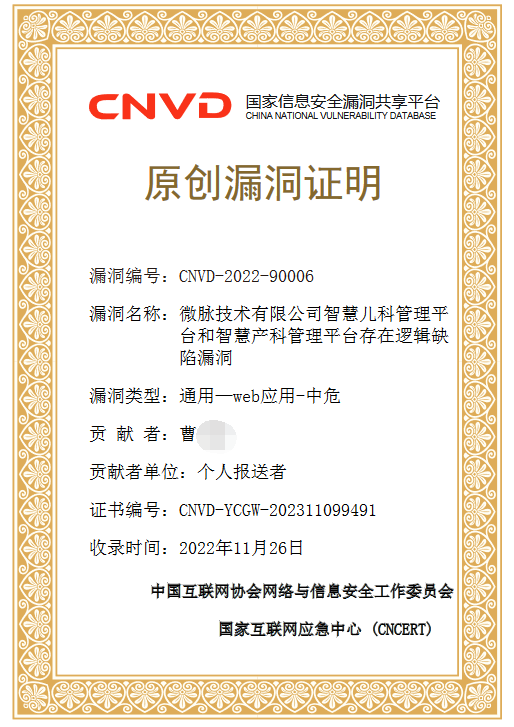 CNVD 国家信息安全漏洞共享平台
CHINA NATIONAL VULNERABILITY DATABASE
原创漏洞证明
漏洞编号：CNVD-2022-90006
漏洞名称：微脉技术有限公司智慧儿科管理平
台和智慧产科管理平台存在逻辑缺
陷漏洞
漏洞类型：通用—web应用-中危
贡 献 者：曹
贡献者单位：个人报送者
证书编号：CNVD-YCGW-202311099491
收录时间：2022年11月26日
中国互联网协会网络与信息安全工作委员会
国家互联网应急中心 (CNCERT)